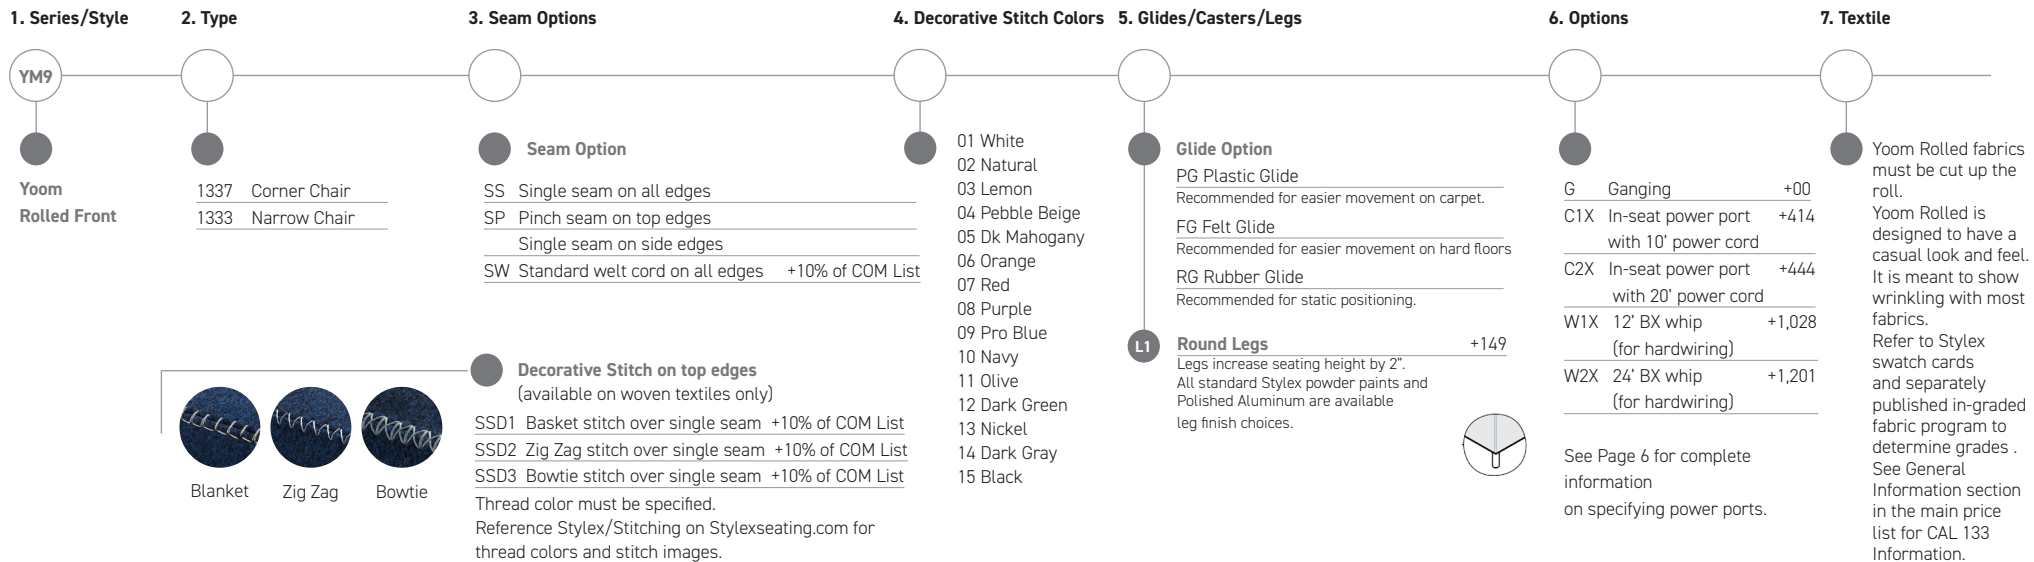 1. Series/Style
2. Type
3. Seam Options
4. Decorative Stitch Colors
5. Glides/Casters/Legs
6. Options
7. Textile
YM9
Yoom
Rolled Front
1337 Corner Chair
1333 Narrow Chair
Seam Option
SS Single seam on all edges
SP Pinch seam on top edges
Single seam on side edges
SW Standard welt cord on all edges +10% of COM List
Decorative Stitch on top edges
(available on woven textiles only)
SSD1 Basket stitch over single seam +10% of COM List
SSD2 Zig Zag stitch over single seam +10% of COM List
SSD3 Bowtie stitch over single seam +10% of COM List
Thread color must be specified.
Reference Stylex/Stitching on Stylexseating.com for
thread colors and stitch images.
Blanket
Zig Zag
Bowtie
01 White
02 Natural
03 Lemon
04 Pebble Beige
05 Dk Mahogany
06 Orange
07 Red
08 Purple
09 Pro Blue
10 Navy
11 Olive
12 Dark Green
13 Nickel
14 Dark Gray
15 Black
Glide Option
PG Plastic Glide
Recommended for easier movement on carpet.
FG Felt Glide
Recommended for easier movement on hard floors
RG Rubber Glide
Recommended for static positioning.
L1
Round Legs +149
Legs increase seating height by 2".
All standard Stylex powder paints and
Polished Aluminum are available
leg finish choices.
G Ganging +00
C1X In-seat power port +414
with 10' power cord
C2X In-seat power port +444
with 20' power cord
W1X 12' BX whip +1,028
(for hardwiring)
W2X 24' BX whip +1,201
(for hardwiring)
See Page 6 for complete
information
on specifying power ports.
Yoom Rolled fabrics
must be cut up the
roll.
Yoom Rolled is
designed to have a
casual look and feel.
It is meant to show
wrinkling with most
fabrics.
Refer to Stylex
swatch cards
and separately
published in-graded
fabric program to
determine grades .
See General
Information section
in the main price
list for CAL 133
Information.